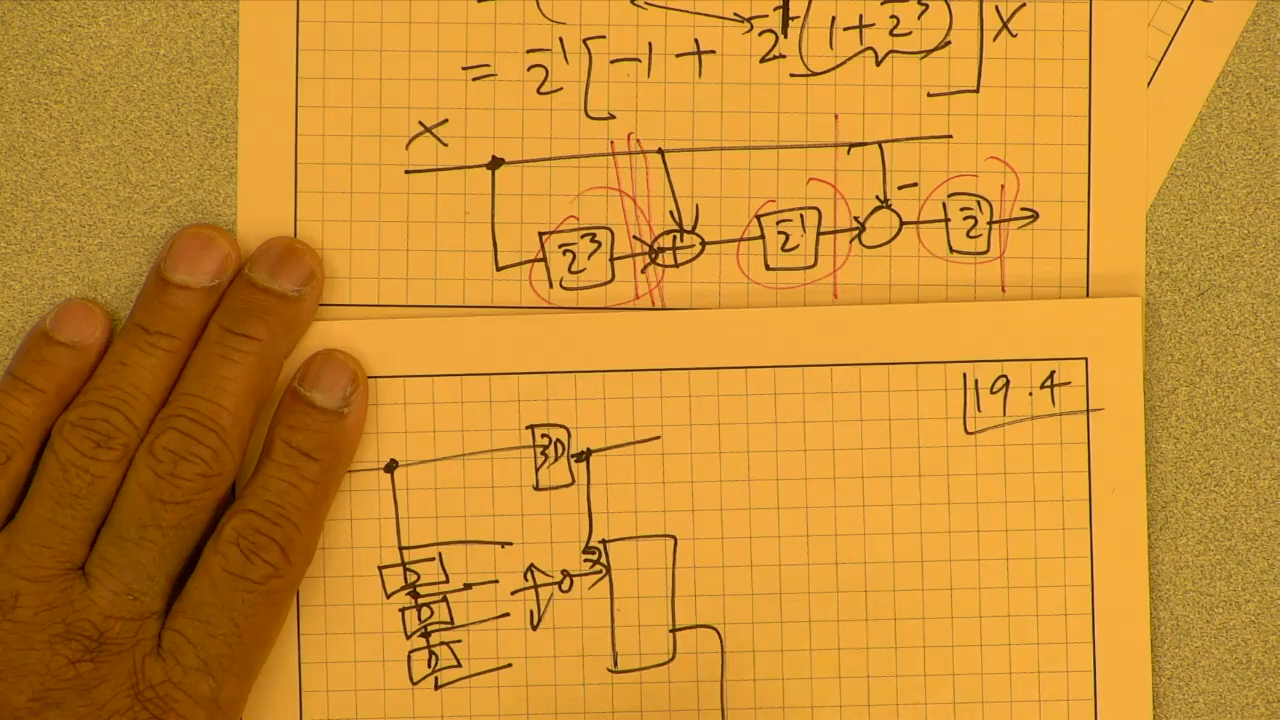 z⁻¹(1 + z⁻³) ] X
= z⁻¹ [ -1 +
X
-
z⁻³ + z⁻¹ z⁻¹
19.4
3D
D
D
D